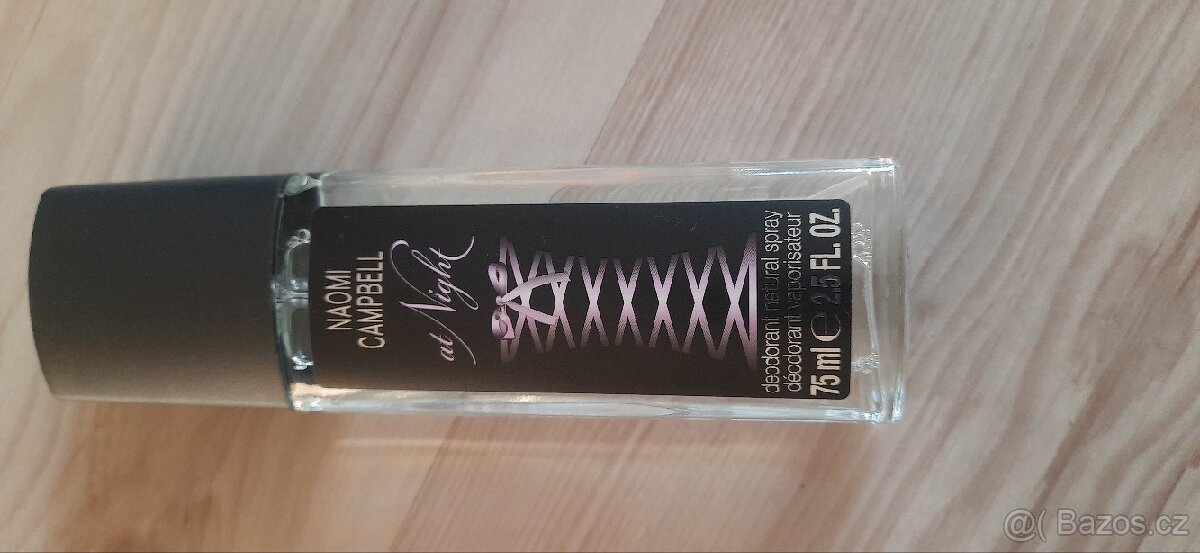 NAOMI
CAMPBELL
at Night
deodorant natural spray
déodorant vaporisateur
75 ml e 2.5 FL. OZ.
@( Bazos.cz